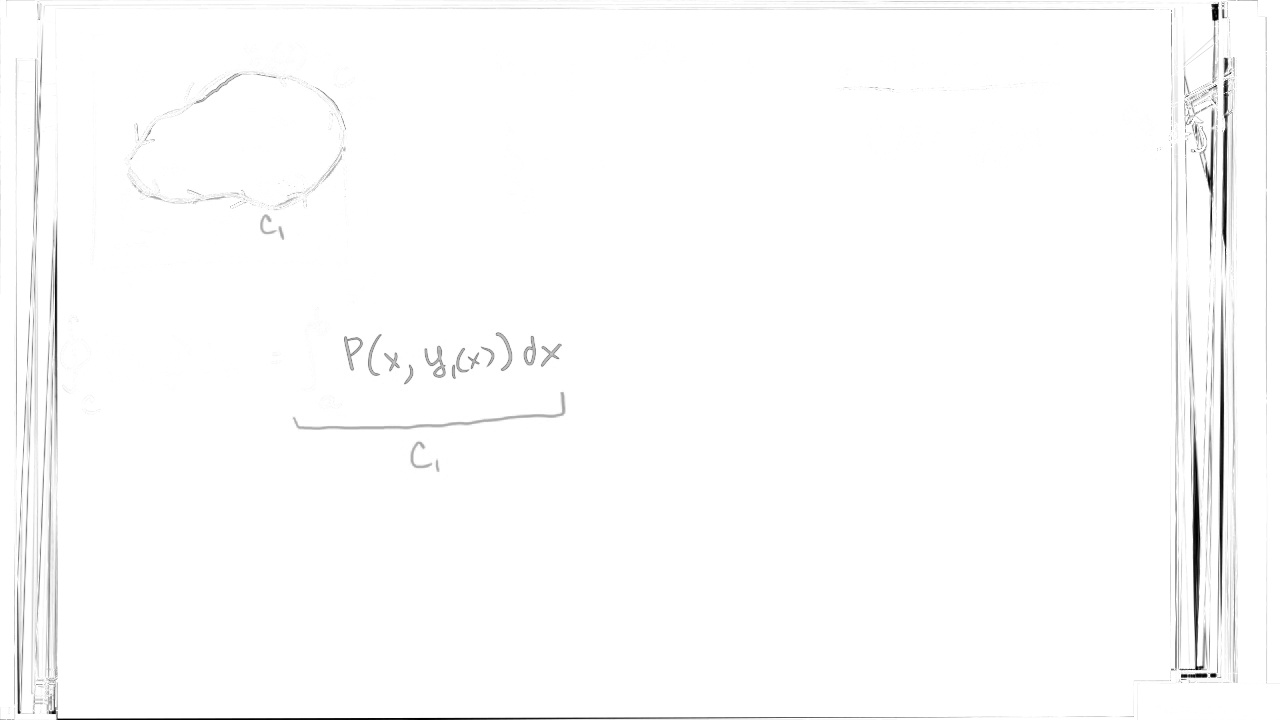 C₁
P(x, y₁(x)) dx
C₁